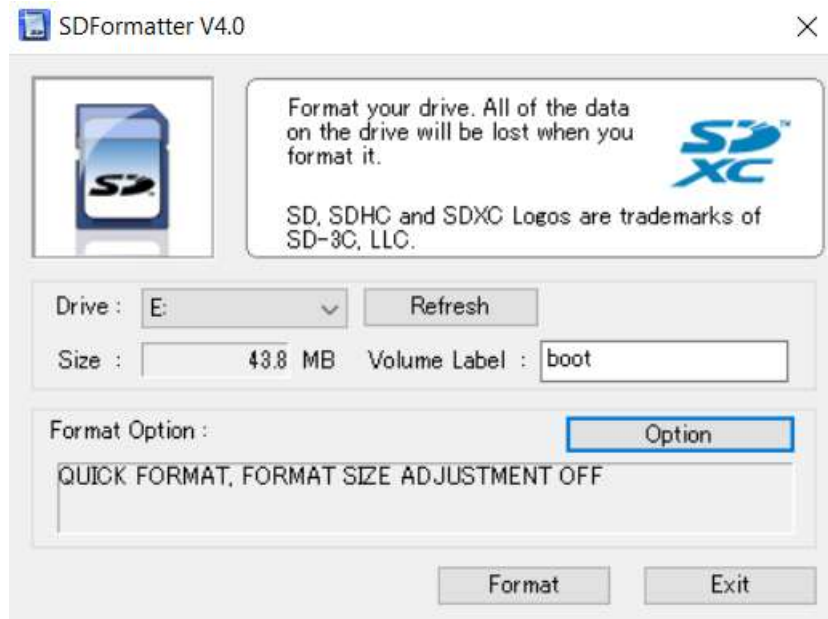 SDFormatter V4.0
SD
Format your drive. All of the data
on the drive will be lost when you
format it.
SD XC™
SD, SDHC and SDXC Logos are trademarks of
SD-3C, LLC.
Drive : E: Refresh
Size : 43.8 MB Volume Label : boot
Format Option : Option
QUICK FORMAT, FORMAT SIZE ADJUSTMENT OFF
Format Exit